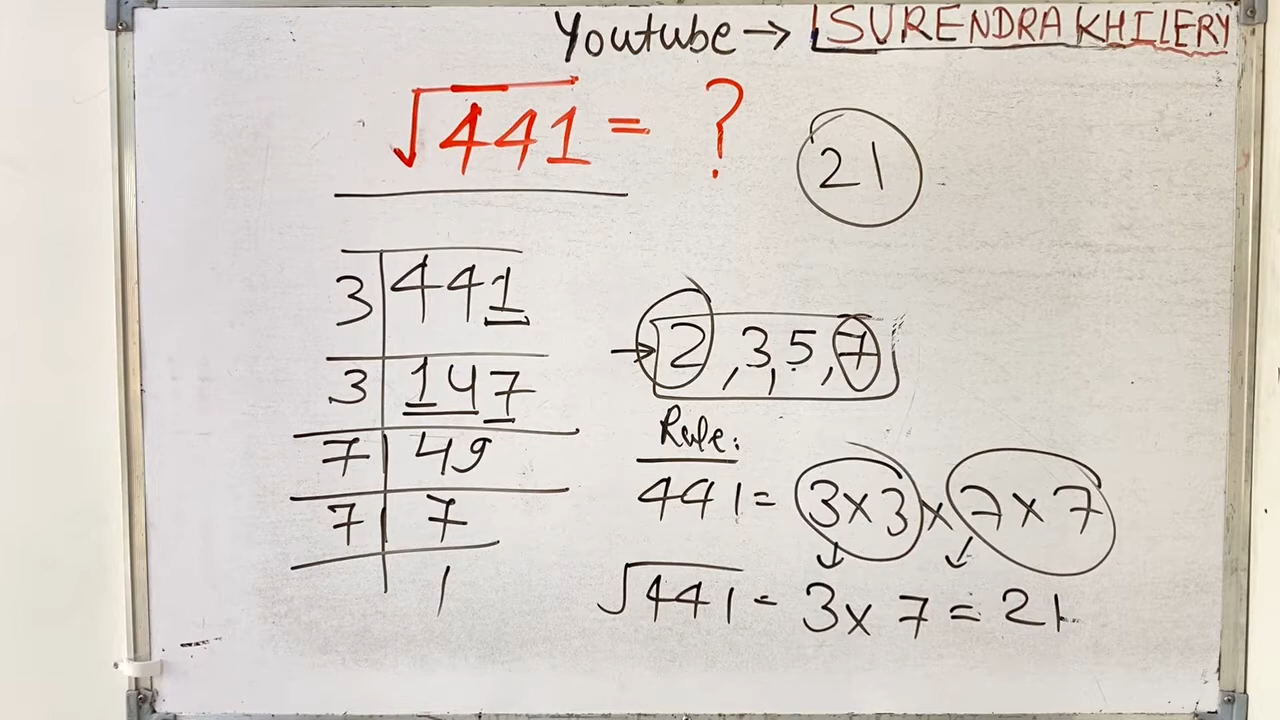 Youtube → SURENDRA KHILERY
√441 = ?
21
3 | 441
3 | 147
7 | 49
7 | 7
1
→ 2, 3, 5, 7
Rule:
441 = 3×3 × 7×7
√441 = 3×7 = 21